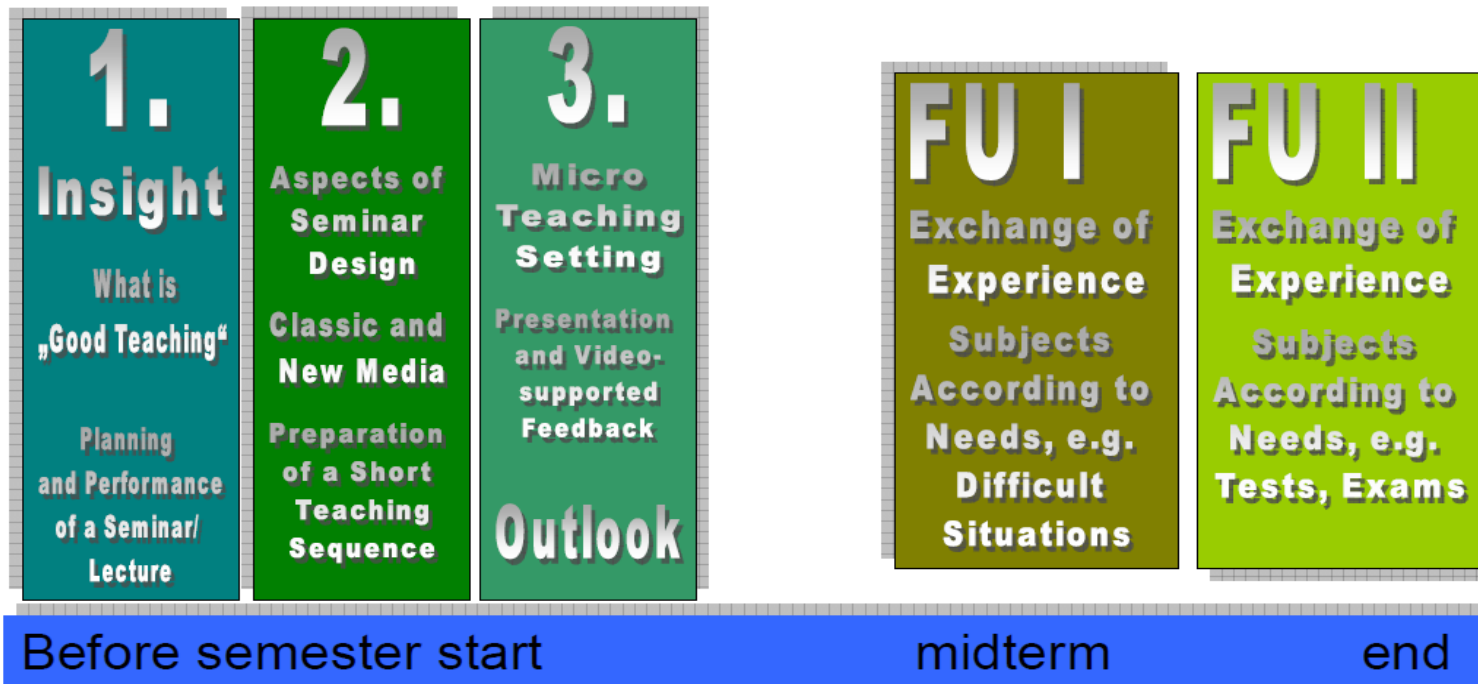 1.
Insight
What is
„Good Teaching“
Planning
and Performance
of a Seminar/
Lecture
2.
Aspects of
Seminar
Design
Classic and
New Media
Preparation
of a Short
Teaching
Sequence
3.
Micro
Teaching
Setting
Presentation
and Video-
supported
Feedback
Outlook
FU I
Exchange of
Experience
Subjects
According to
Needs, e.g.
Difficult
Situations
FU II
Exchange of
Experience
Subjects
According to
Needs, e.g.
Tests, Exams
Before semester start
midterm
end